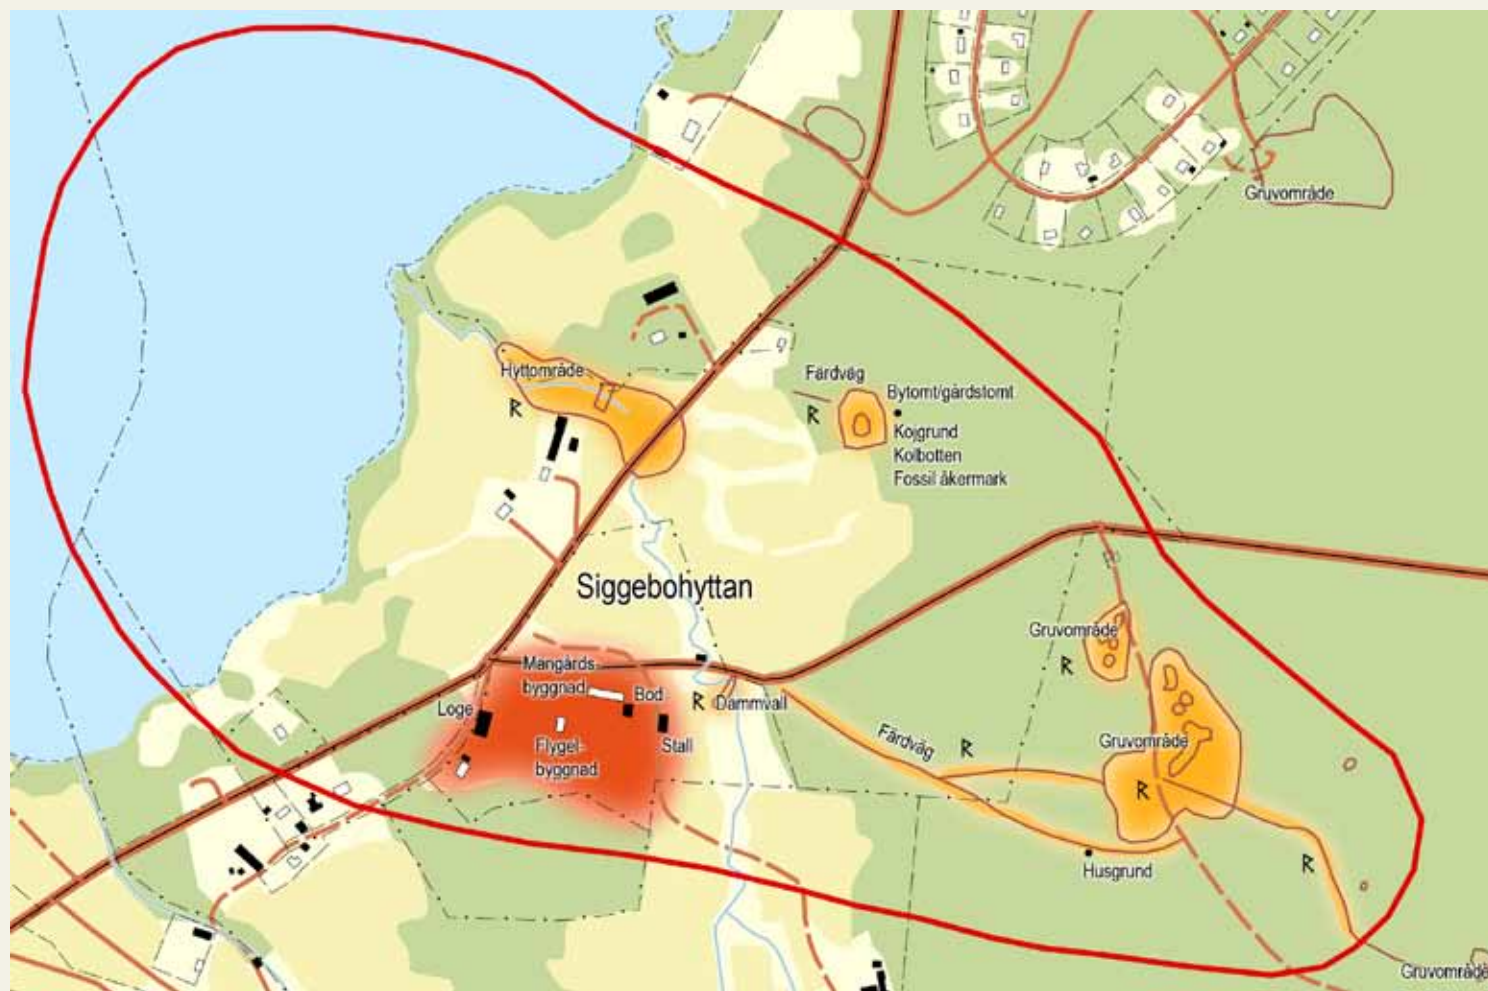 Gruvområde
Hyttområde
R
Färdväg
R
Bytomt/gårdstomt
Kojgrund
Kolbotten
Fossil åkermark
Siggebohyttan
Gruvområde
R
Mangårds-
byggnad
Bod
Loge
R
Dammvall
Flygel-
byggnad
Stall
Färdväg
R
Gruvområde
R
Husgrund
R
Gruvområde